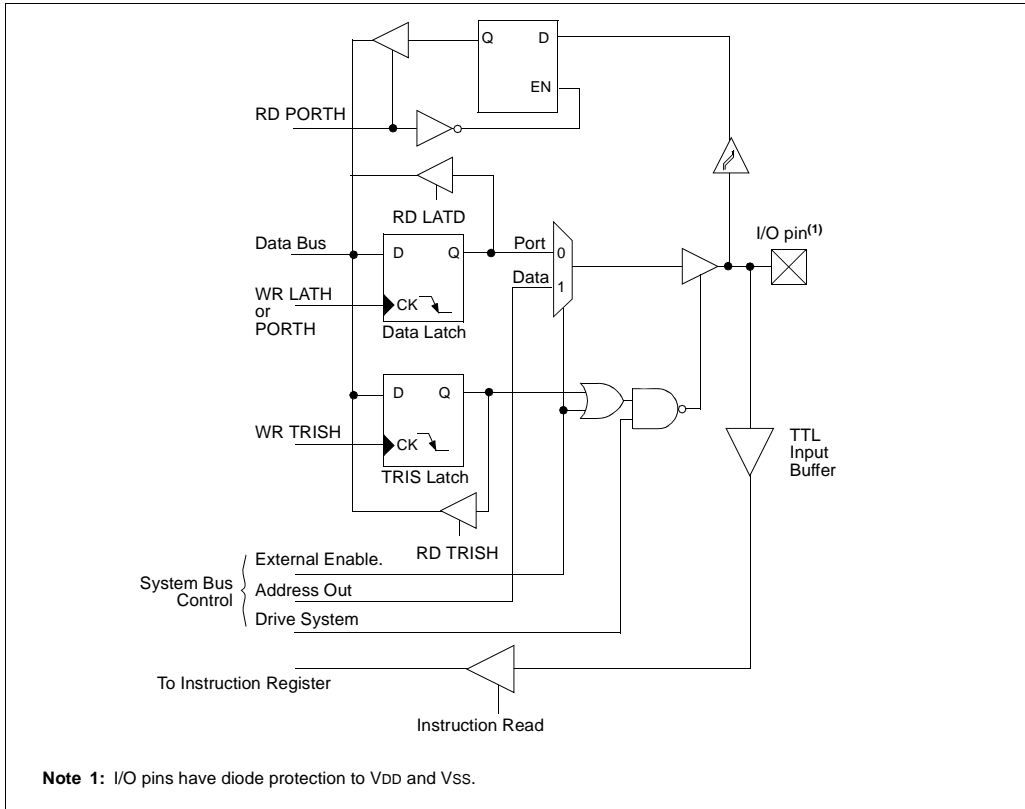 Q D
EN
RD PORTH
RD LATD
I/O pin(1)
Data Bus
D Q
Port
0
Data
1
WR LATH
or
PORTH
CK
Data Latch
D Q
WR TRISH
CK
TRIS Latch
TTL
Input
Buffer
RD TRISH
External Enable.
System Bus
Control
Address Out
Drive System
To Instruction Register
Instruction Read
Note 1: I/O pins have diode protection to VDD and VSS.